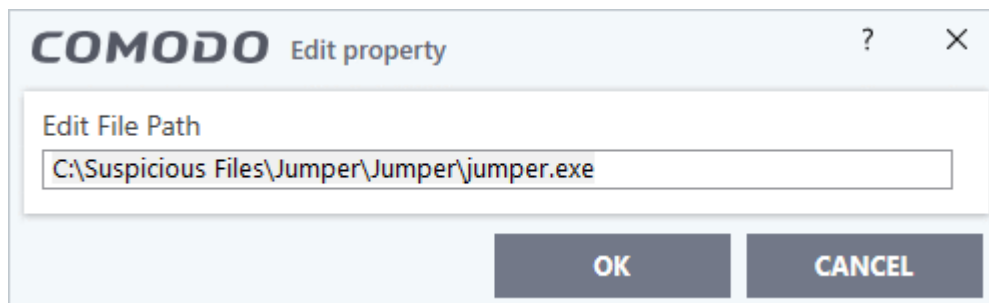 COMODO Edit property ? ×
Edit File Path
C:\Suspicious Files\Jumper\Jumper\jumper.exe
OK CANCEL